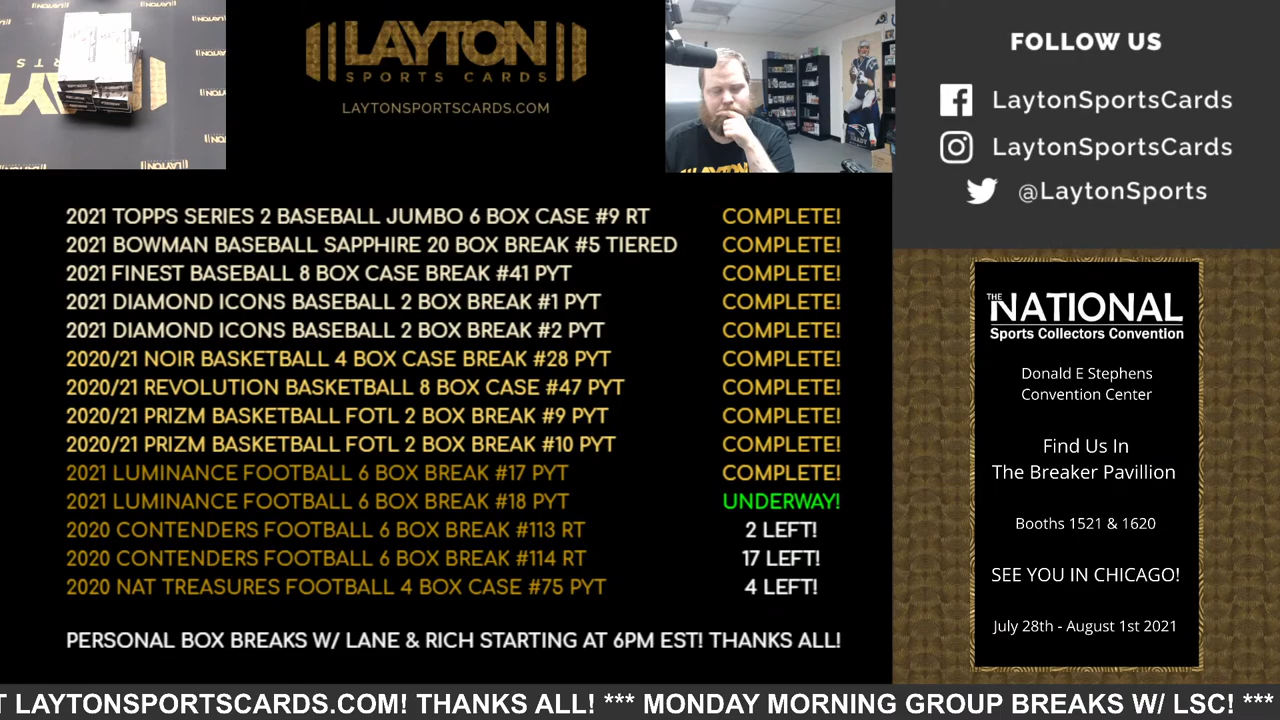 LAYTON
SPORTS CARDS
LAYTONSPORTSCARDS.COM
BRADY
2021 TOPPS SERIES 2 BASEBALL JUMBO 6 BOX CASE #9 RT COMPLETE!
2021 BOWMAN BASEBALL SAPPHIRE 20 BOX BREAK #5 TIERED COMPLETE!
2021 FINEST BASEBALL 8 BOX CASE BREAK #41 PYT COMPLETE!
2021 DIAMOND ICONS BASEBALL 2 BOX BREAK #1 PYT COMPLETE!
2021 DIAMOND ICONS BASEBALL 2 BOX BREAK #2 PYT COMPLETE!
2020/21 NOIR BASKETBALL 4 BOX CASE BREAK #28 PYT COMPLETE!
2020/21 REVOLUTION BASKETBALL 8 BOX CASE #47 PYT COMPLETE!
2020/21 PRIZM BASKETBALL FOTL 2 BOX BREAK #9 PYT COMPLETE!
2020/21 PRIZM BASKETBALL FOTL 2 BOX BREAK #10 PYT COMPLETE!
2021 LUMINANCE FOOTBALL 6 BOX BREAK #17 PYT COMPLETE!
2021 LUMINANCE FOOTBALL 6 BOX BREAK #18 PYT UNDERWAY!
2020 CONTENDERS FOOTBALL 6 BOX BREAK #113 RT 2 LEFT!
2020 CONTENDERS FOOTBALL 6 BOX BREAK #114 RT 17 LEFT!
2020 NAT TREASURES FOOTBALL 4 BOX CASE #75 PYT 4 LEFT!
PERSONAL BOX BREAKS W/ LANE & RICH STARTING AT 6PM EST! THANKS ALL!
FOLLOW US
LaytonSportsCards
LaytonSportsCards
@LaytonSports
THE NATIONAL
Sports Collectors Convention
Donald E Stephens
Convention Center
Find Us In
The Breaker Pavillion
Booths 1521 & 1620
SEE YOU IN CHICAGO!
July 28th - August 1st 2021
T LAYTONSPORTSCARDS.COM! THANKS ALL! *** MONDAY MORNING GROUP BREAKS W/ LSC! ***